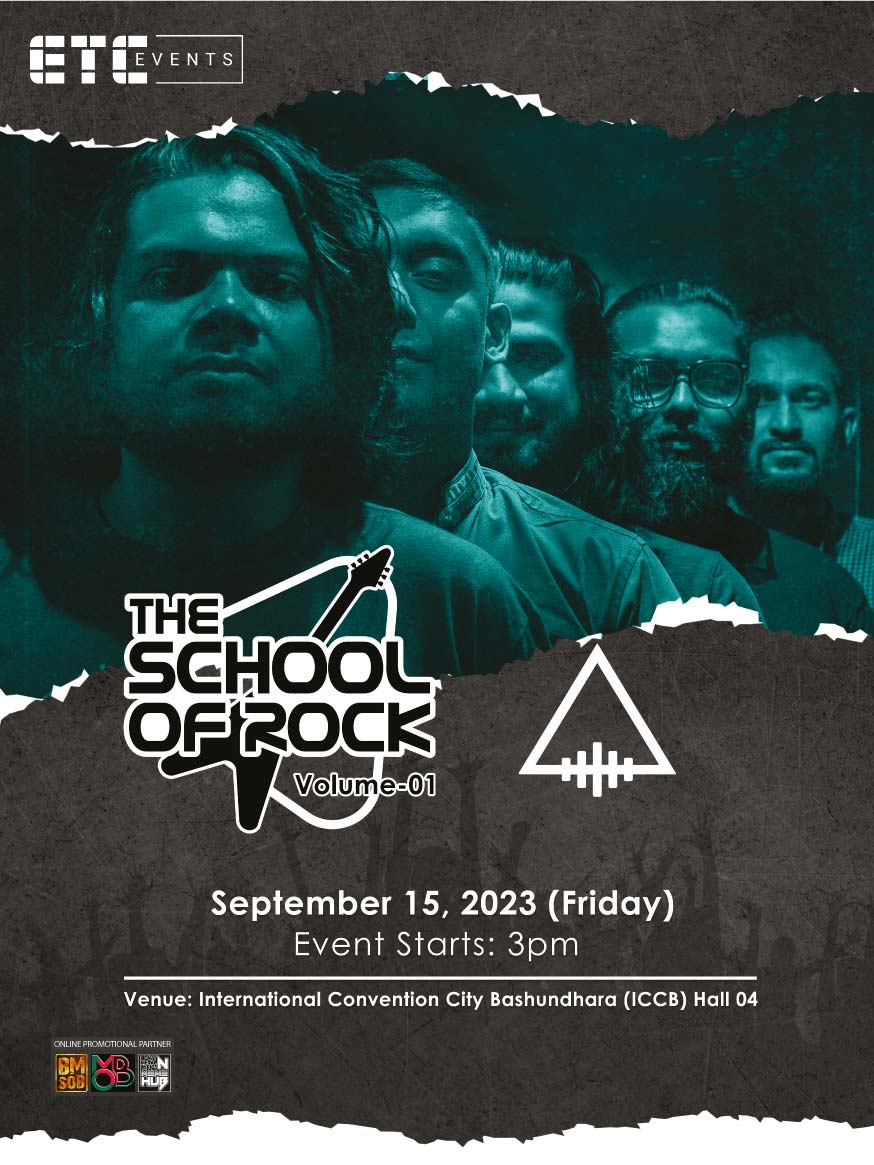 ETC EVENTS
THE
SCHOOL
OF ROCK
Volume-01
September 15, 2023 (Friday)
Event Starts: 3pm
Venue: International Convention City Bashundhara (ICCB) Hall 04
ONLINE PROMOTIONAL PARTNER
BM
SOB
HUB